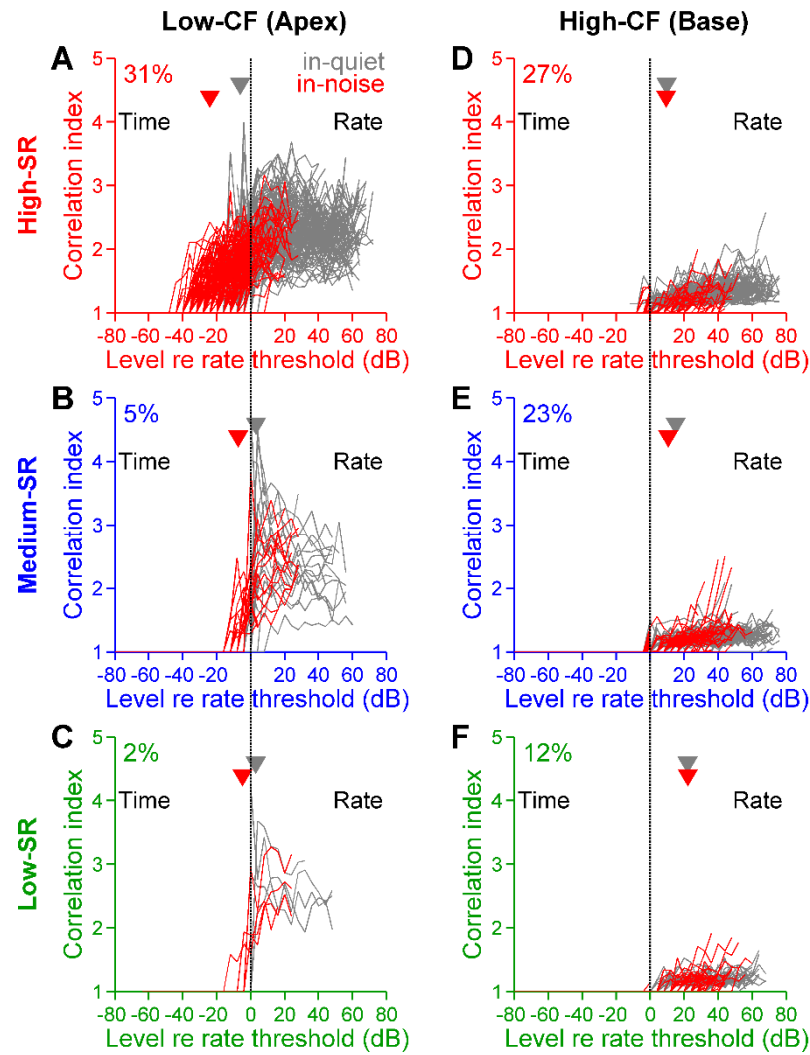 Low-CF (Apex)
High-CF (Base)
A
5
31%
in-quiet
in-noise
Time
Rate
4
3
2
1
Correlation index
High-SR
-80 -60 -40 -20 0 20 40 60 80
Level re rate threshold (dB)
D
5
27%
Time
Rate
4
3
2
1
Correlation index
-80 -60 -40 -20 0 20 40 60 80
Level re rate threshold (dB)
B
5
5%
Time
Rate
4
3
2
1
Correlation index
Medium-SR
-80 -60 -40 -20 0 20 40 60 80
Level re rate threshold (dB)
E
5
23%
Time
Rate
4
3
2
1
Correlation index
-80 -60 -40 -20 0 20 40 60 80
Level re rate threshold (dB)
C
5
2%
Time
Rate
4
3
2
1
Correlation index
Low-SR
-80 -60 -40 -20 0 20 40 60 80
Level re rate threshold (dB)
F
5
12%
Time
Rate
4
3
2
1
Correlation index
-80 -60 -40 -20 0 20 40 60 80
Level re rate threshold (dB)